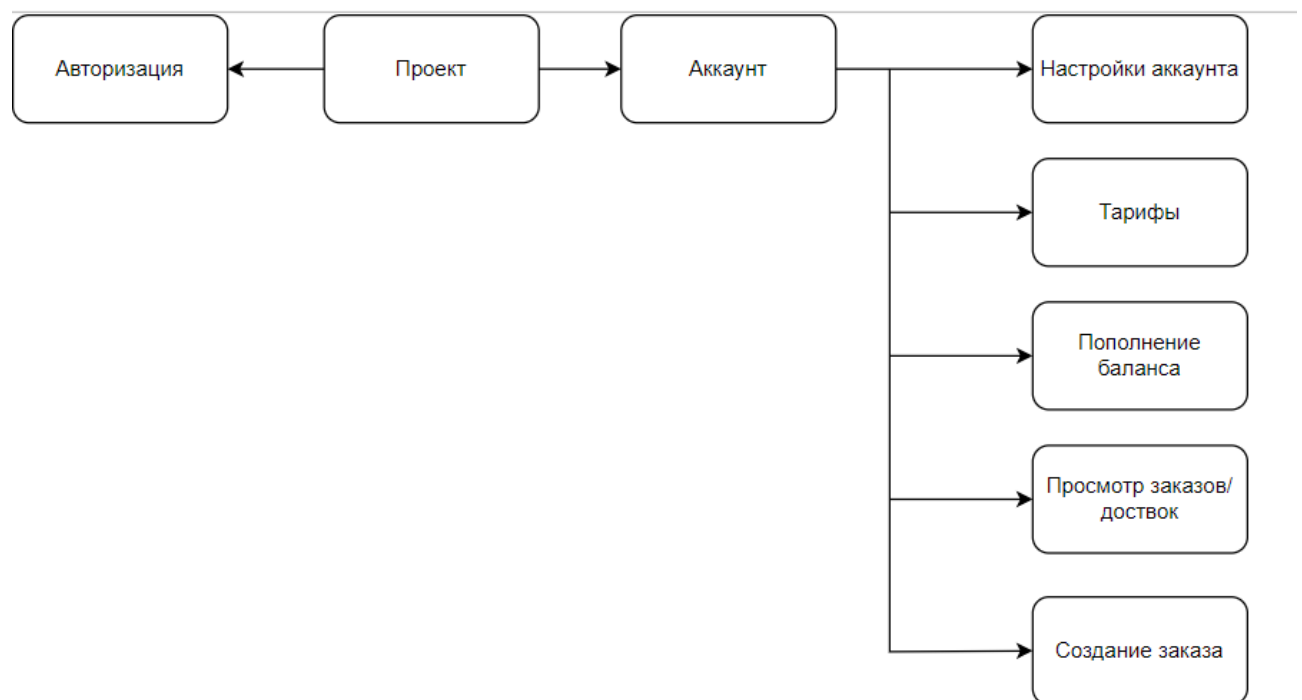 Авторизация
Проект
Аккаунт
Настройки аккаунта
Тарифы
Пополнение
баланса
Просмотр заказов/
доствок
Создание заказа